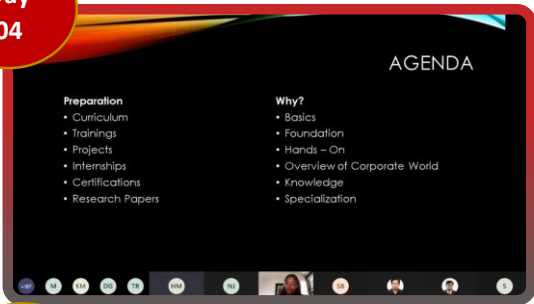 04
AGENDA
Preparation
• Curriculum
• Trainings
• Projects
• Internships
• Certifications
• Research Papers
Why?
• Basics
• Foundation
• Hands – On
• Overview of Corporate World
• Knowledge
• Specialization
M
KM
DG
TR
HM
NJ
SB
S